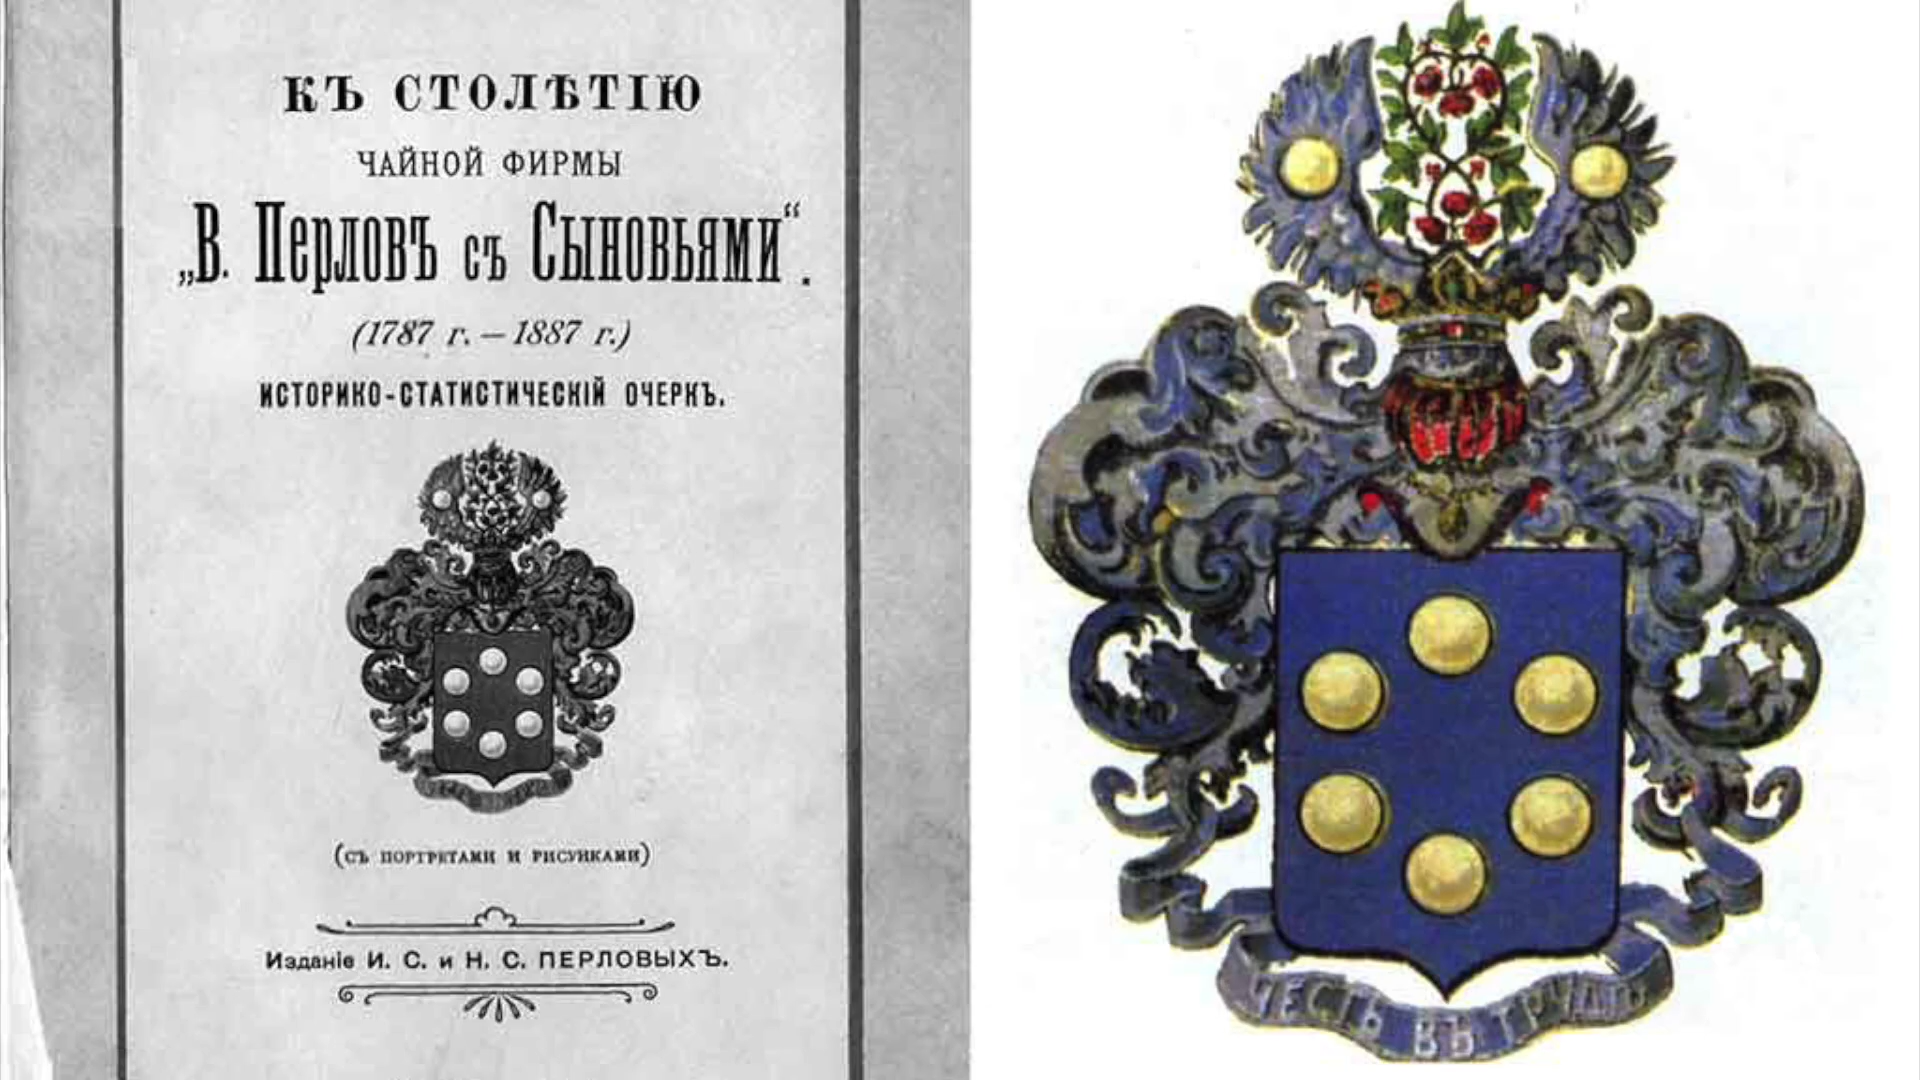 КЪ СТОЛѢТІЮ
ЧАЙНОЙ ФИРМЫ
„В. Перловъ съ Сыновьями“.
(1787 г. — 1887 г.)
ИСТОРИКО-СТАТИСТИЧЕСКІЙ ОЧЕРКЪ.
(СЪ ПОРТРЕТАМИ И РИСУНКАМИ)
Изданіе И. С. и Н. С. ПЕРЛОВЫХЪ.
ЧЕСТЬ ВЪ ТРУДѢ